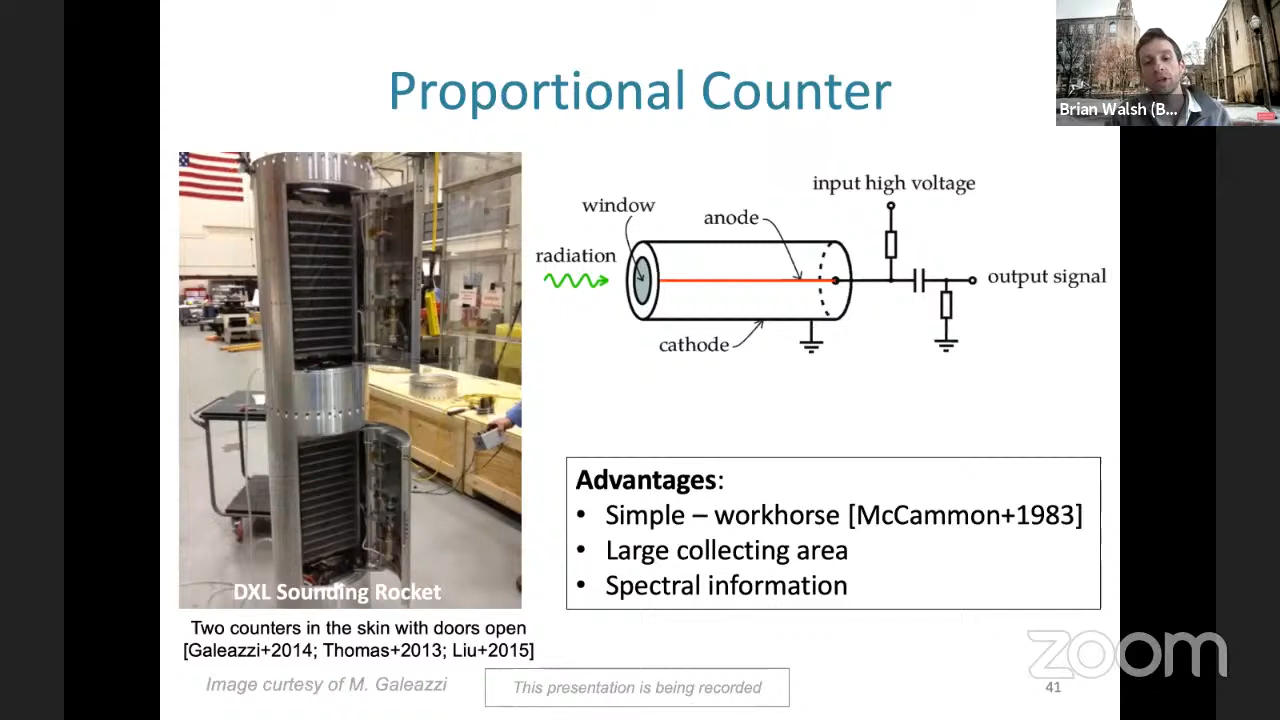 Proportional Counter
Brian Walsh (B...
input high voltage
window
anode
radiation
output signal
cathode
DXL Sounding Rocket
Two counters in the skin with doors open
[Galeazzi+2014; Thomas+2013; Liu+2015]
Image curtesy of M. Galeazzi
Advantages:
• Simple – workhorse [McCammon+1983]
• Large collecting area
• Spectral information
This presentation is being recorded
41
zoom